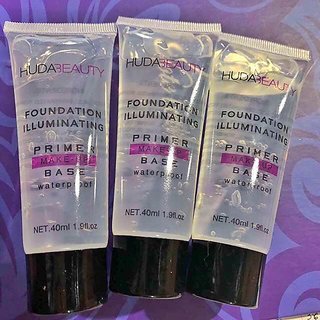 HUDABEAUTY
FOUNDATION
ILLUMINATING
PRIMER
MAKE-UP
BASE
waterproof
NET.40ml 1.9fl.oz
HUDABEAUTY
FOUNDATION
ILLUMINATING
PRIMER
MAKE-UP
BASE
waterproof
NET.40ml 1.9fl.oz
HUDABEAUTY
FOUNDATION
ILLUMINATING
PRIMER
MAKE-UP
BASE
waterproof
NET.40ml 1.9fl.oz